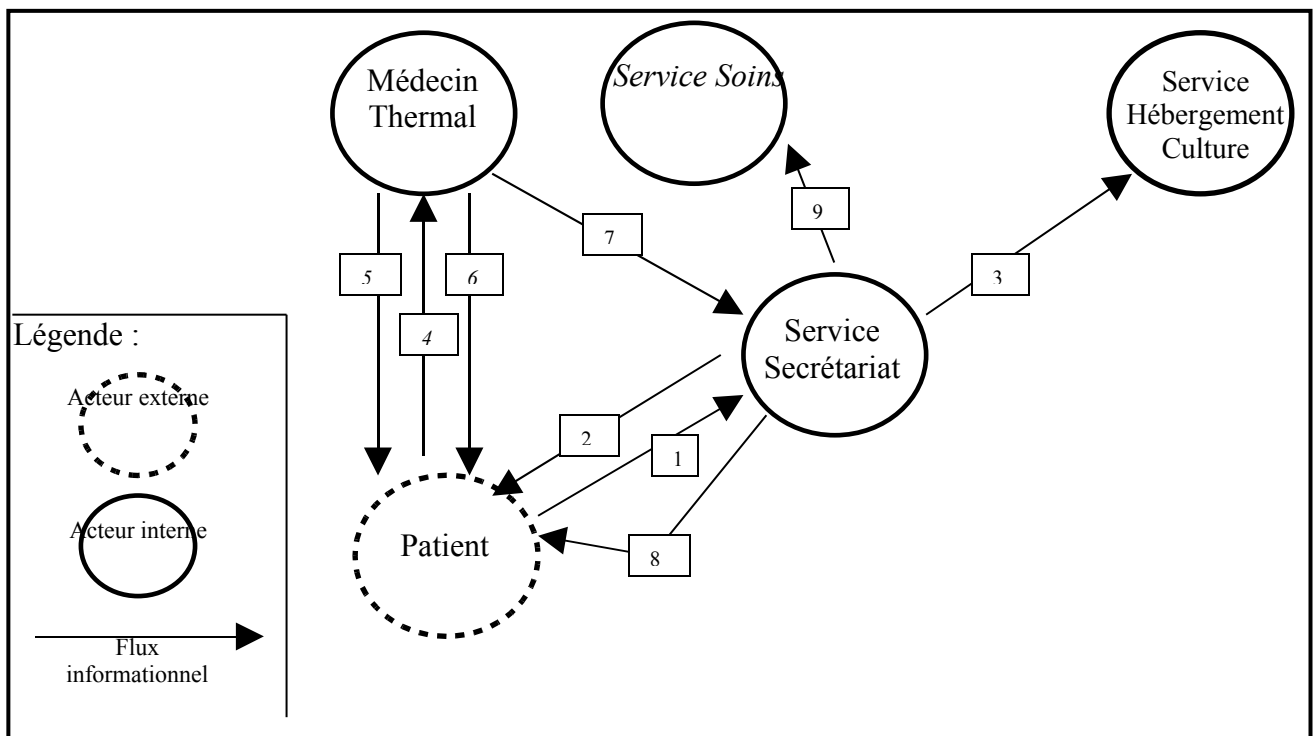 Médecin
Thermal
Service Soins
Service
Hébergement
Culture
9
7
5
6
3
4
Légende :
Service
Secrétariat
Acteur externe
2
1
Acteur interne
Patient
8
Flux
informationnel